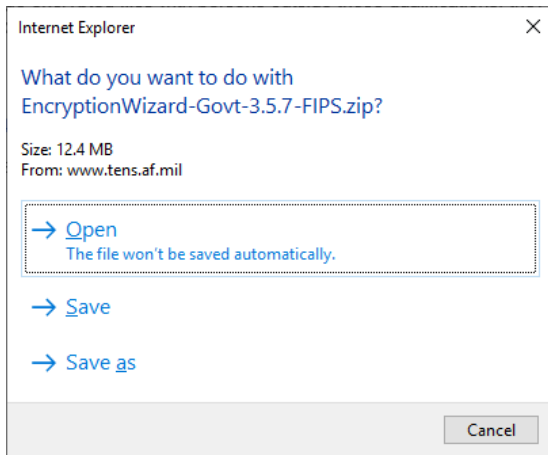 Internet Explorer
What do you want to do with
EncryptionWizard-Govt-3.5.7-FIPS.zip?
Size: 12.4 MB
From: www.tens.af.mil
Open
The file won't be saved automatically.
Save
Save as
Cancel